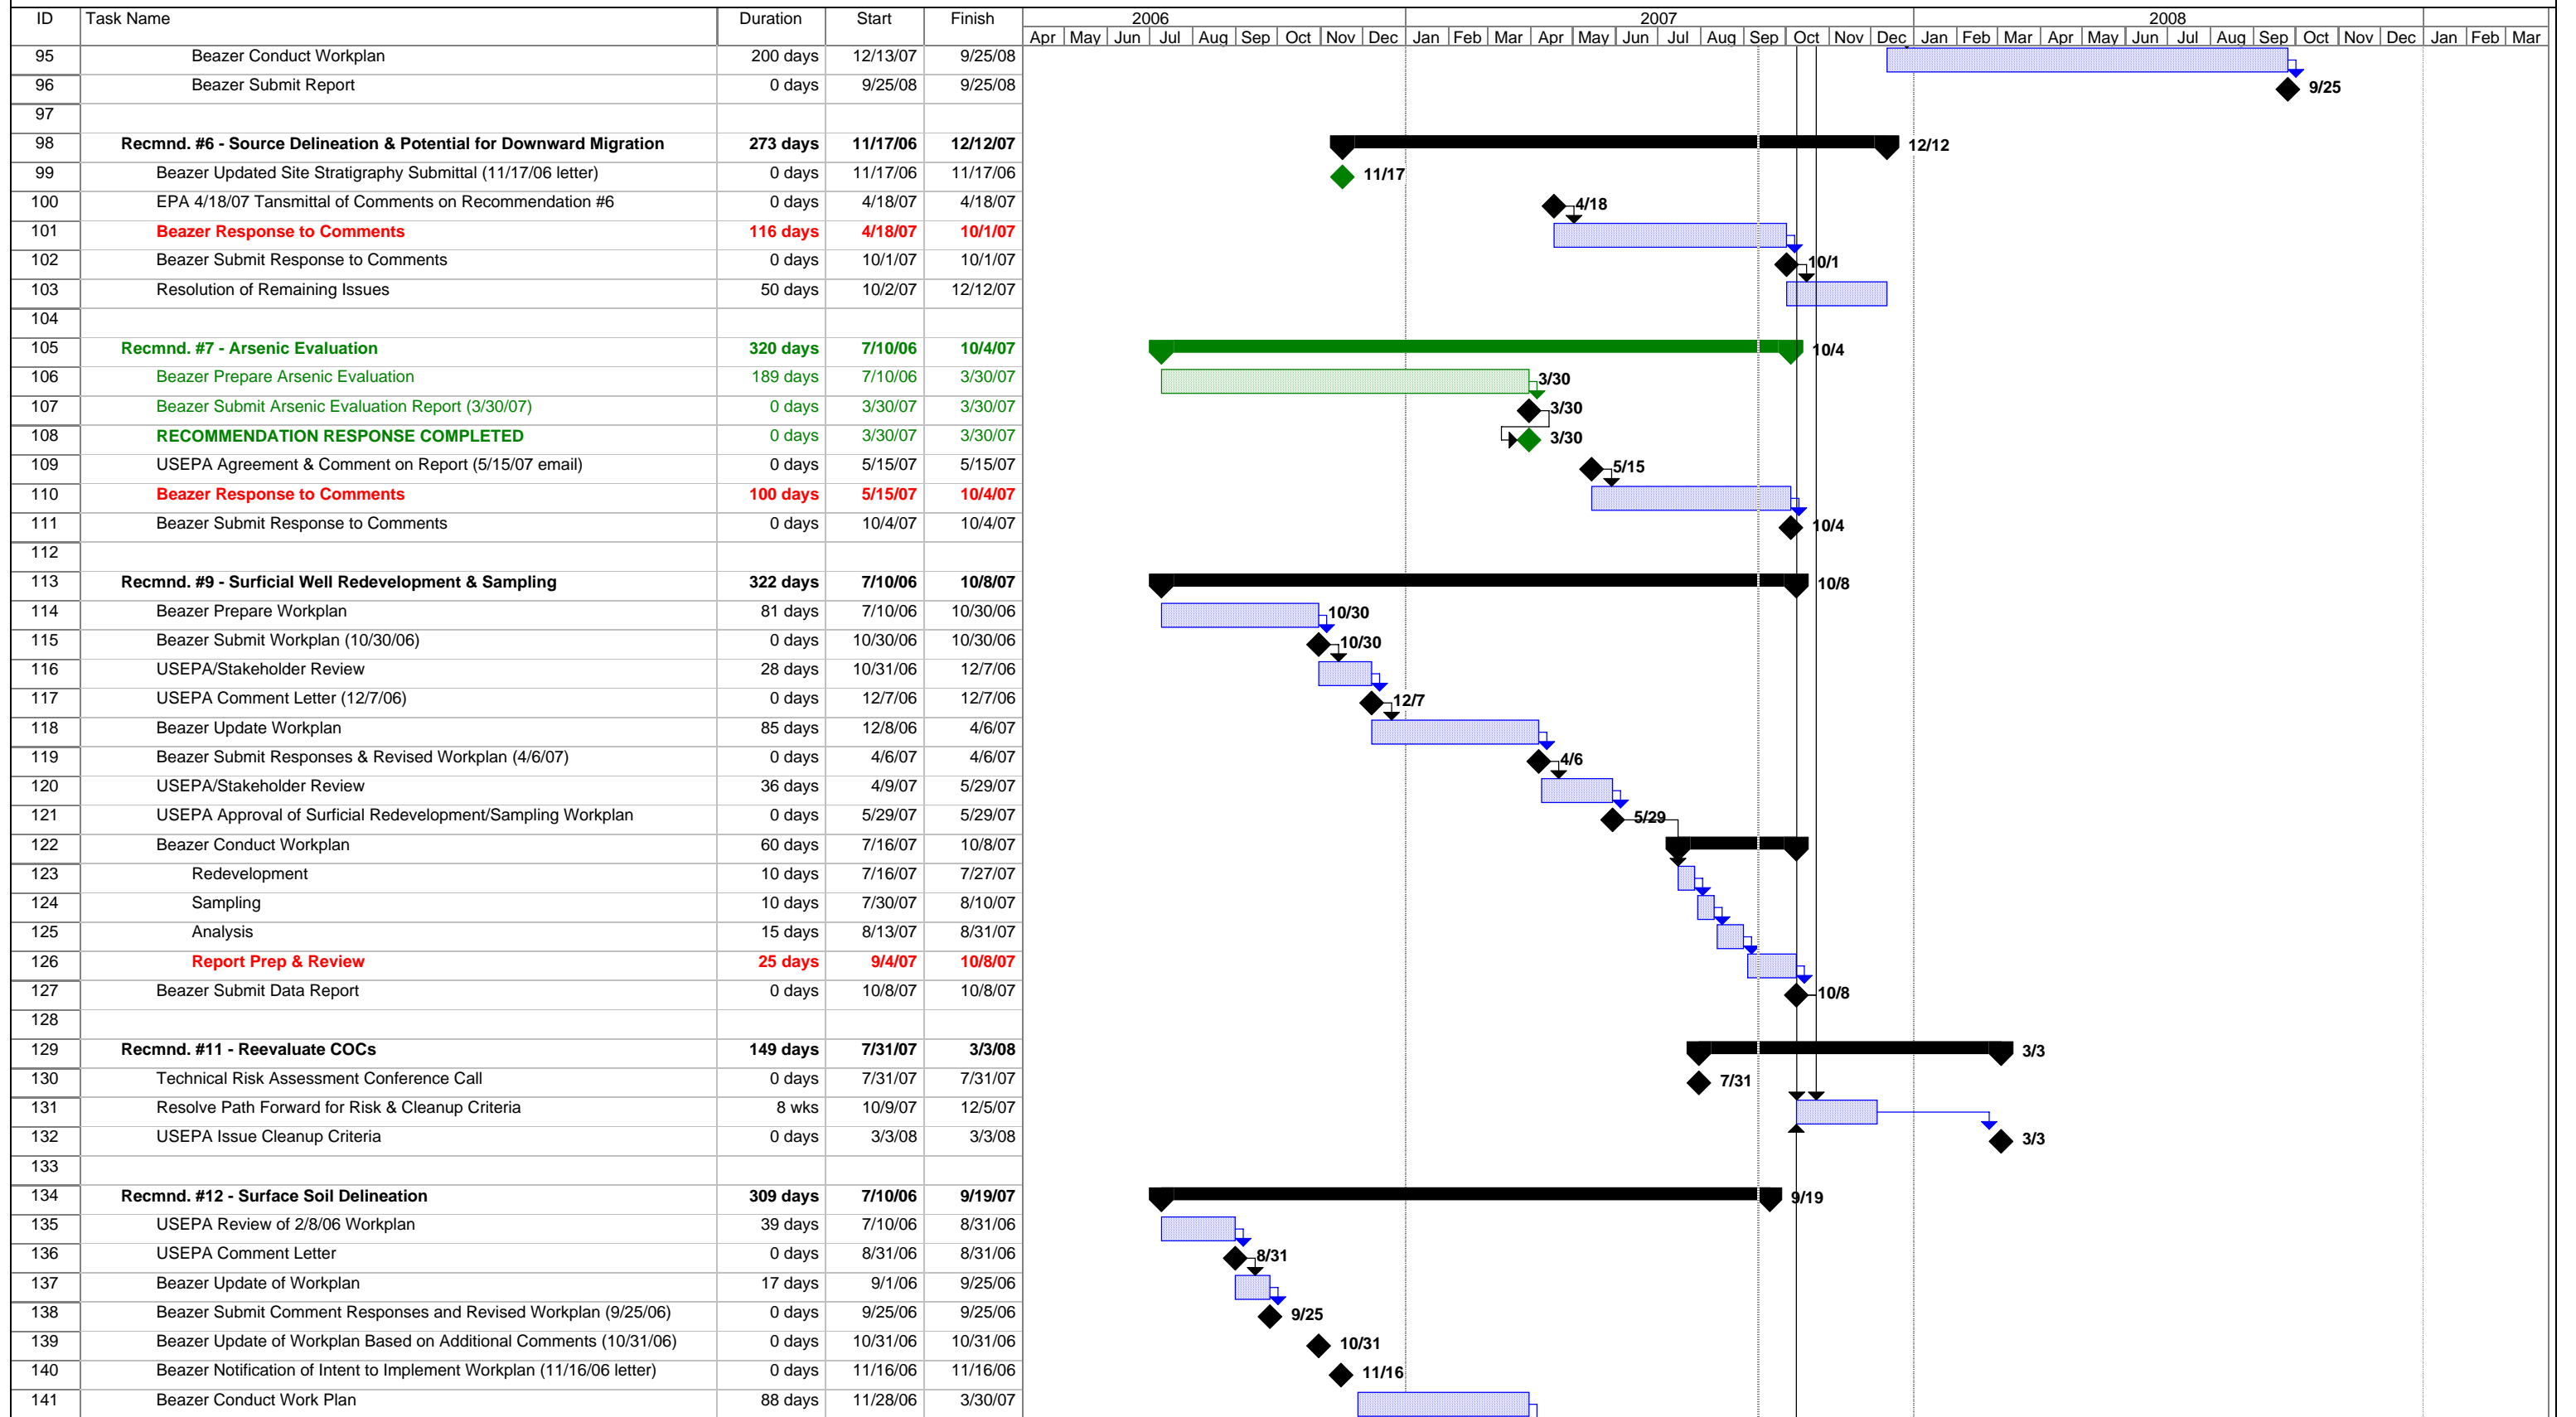 ID Task Name Duration Start Finish 2006 2007 2008
Apr May Jun Jul Aug Sep Oct Nov Dec Jan Feb Mar Apr May Jun Jul Aug Sep Oct Nov Dec Jan Feb Mar Apr May Jun Jul Aug Sep Oct Nov Dec Jan Feb Mar
95 Beazer Conduct Workplan 200 days 12/13/07 9/25/08
96 Beazer Submit Report 0 days 9/25/08 9/25/08 9/25
97
98 Recmnd. #6 - Source Delineation & Potential for Downward Migration 273 days 11/17/06 12/12/07 12/12
99 Beazer Updated Site Stratigraphy Submittal (11/17/06 letter) 0 days 11/17/06 11/17/06 11/17
100 EPA 4/18/07 Tansmittal of Comments on Recommendation #6 0 days 4/18/07 4/18/07 4/18
101 Beazer Response to Comments 116 days 4/18/07 10/1/07
102 Beazer Submit Response to Comments 0 days 10/1/07 10/1/07 10/1
103 Resolution of Remaining Issues 50 days 10/2/07 12/12/07
104
105 Recmnd. #7 - Arsenic Evaluation 320 days 7/10/06 10/4/07 10/4
106 Beazer Prepare Arsenic Evaluation 189 days 7/10/06 3/30/07 3/30
107 Beazer Submit Arsenic Evaluation Report (3/30/07) 0 days 3/30/07 3/30/07 3/30
108 RECOMMENDATION RESPONSE COMPLETED 0 days 3/30/07 3/30/07 3/30
109 USEPA Agreement & Comment on Report (5/15/07 email) 0 days 5/15/07 5/15/07 5/15
110 Beazer Response to Comments 100 days 5/15/07 10/4/07
111 Beazer Submit Response to Comments 0 days 10/4/07 10/4/07 10/4
112
113 Recmnd. #9 - Surficial Well Redevelopment & Sampling 322 days 7/10/06 10/8/07 10/8
114 Beazer Prepare Workplan 81 days 7/10/06 10/30/06 10/30
115 Beazer Submit Workplan (10/30/06) 0 days 10/30/06 10/30/06 10/30
116 USEPA/Stakeholder Review 28 days 10/31/06 12/7/06
117 USEPA Comment Letter (12/7/06) 0 days 12/7/06 12/7/06 12/7
118 Beazer Update Workplan 85 days 12/8/06 4/6/07
119 Beazer Submit Responses & Revised Workplan (4/6/07) 0 days 4/6/07 4/6/07 4/6
120 USEPA/Stakeholder Review 36 days 4/9/07 5/29/07
121 USEPA Approval of Surficial Redevelopment/Sampling Workplan 0 days 5/29/07 5/29/07 5/29
122 Beazer Conduct Workplan 60 days 7/16/07 10/8/07
123 Redevelopment 10 days 7/16/07 7/27/07
124 Sampling 10 days 7/30/07 8/10/07
125 Analysis 15 days 8/13/07 8/31/07
126 Report Prep & Review 25 days 9/4/07 10/8/07
127 Beazer Submit Data Report 0 days 10/8/07 10/8/07 10/8
128
129 Recmnd. #11 - Reevaluate COCs 149 days 7/31/07 3/3/08 3/3
130 Technical Risk Assessment Conference Call 0 days 7/31/07 7/31/07 7/31
131 Resolve Path Forward for Risk & Cleanup Criteria 8 wks 10/9/07 12/5/07
132 USEPA Issue Cleanup Criteria 0 days 3/3/08 3/3/08 3/3
133
134 Recmnd. #12 - Surface Soil Delineation 309 days 7/10/06 9/19/07 9/19
135 USEPA Review of 2/8/06 Workplan 39 days 7/10/06 8/31/06
136 USEPA Comment Letter 0 days 8/31/06 8/31/06 8/31
137 Beazer Update of Workplan 17 days 9/1/06 9/25/06
138 Beazer Submit Comment Responses and Revised Workplan (9/25/06) 0 days 9/25/06 9/25/06 9/25
139 Beazer Update of Workplan Based on Additional Comments (10/31/06) 0 days 10/31/06 10/31/06 10/31
140 Beazer Notification of Intent to Implement Workplan (11/16/06 letter) 0 days 11/16/06 11/16/06 11/16
141 Beazer Conduct Work Plan 88 days 11/28/06 3/30/07